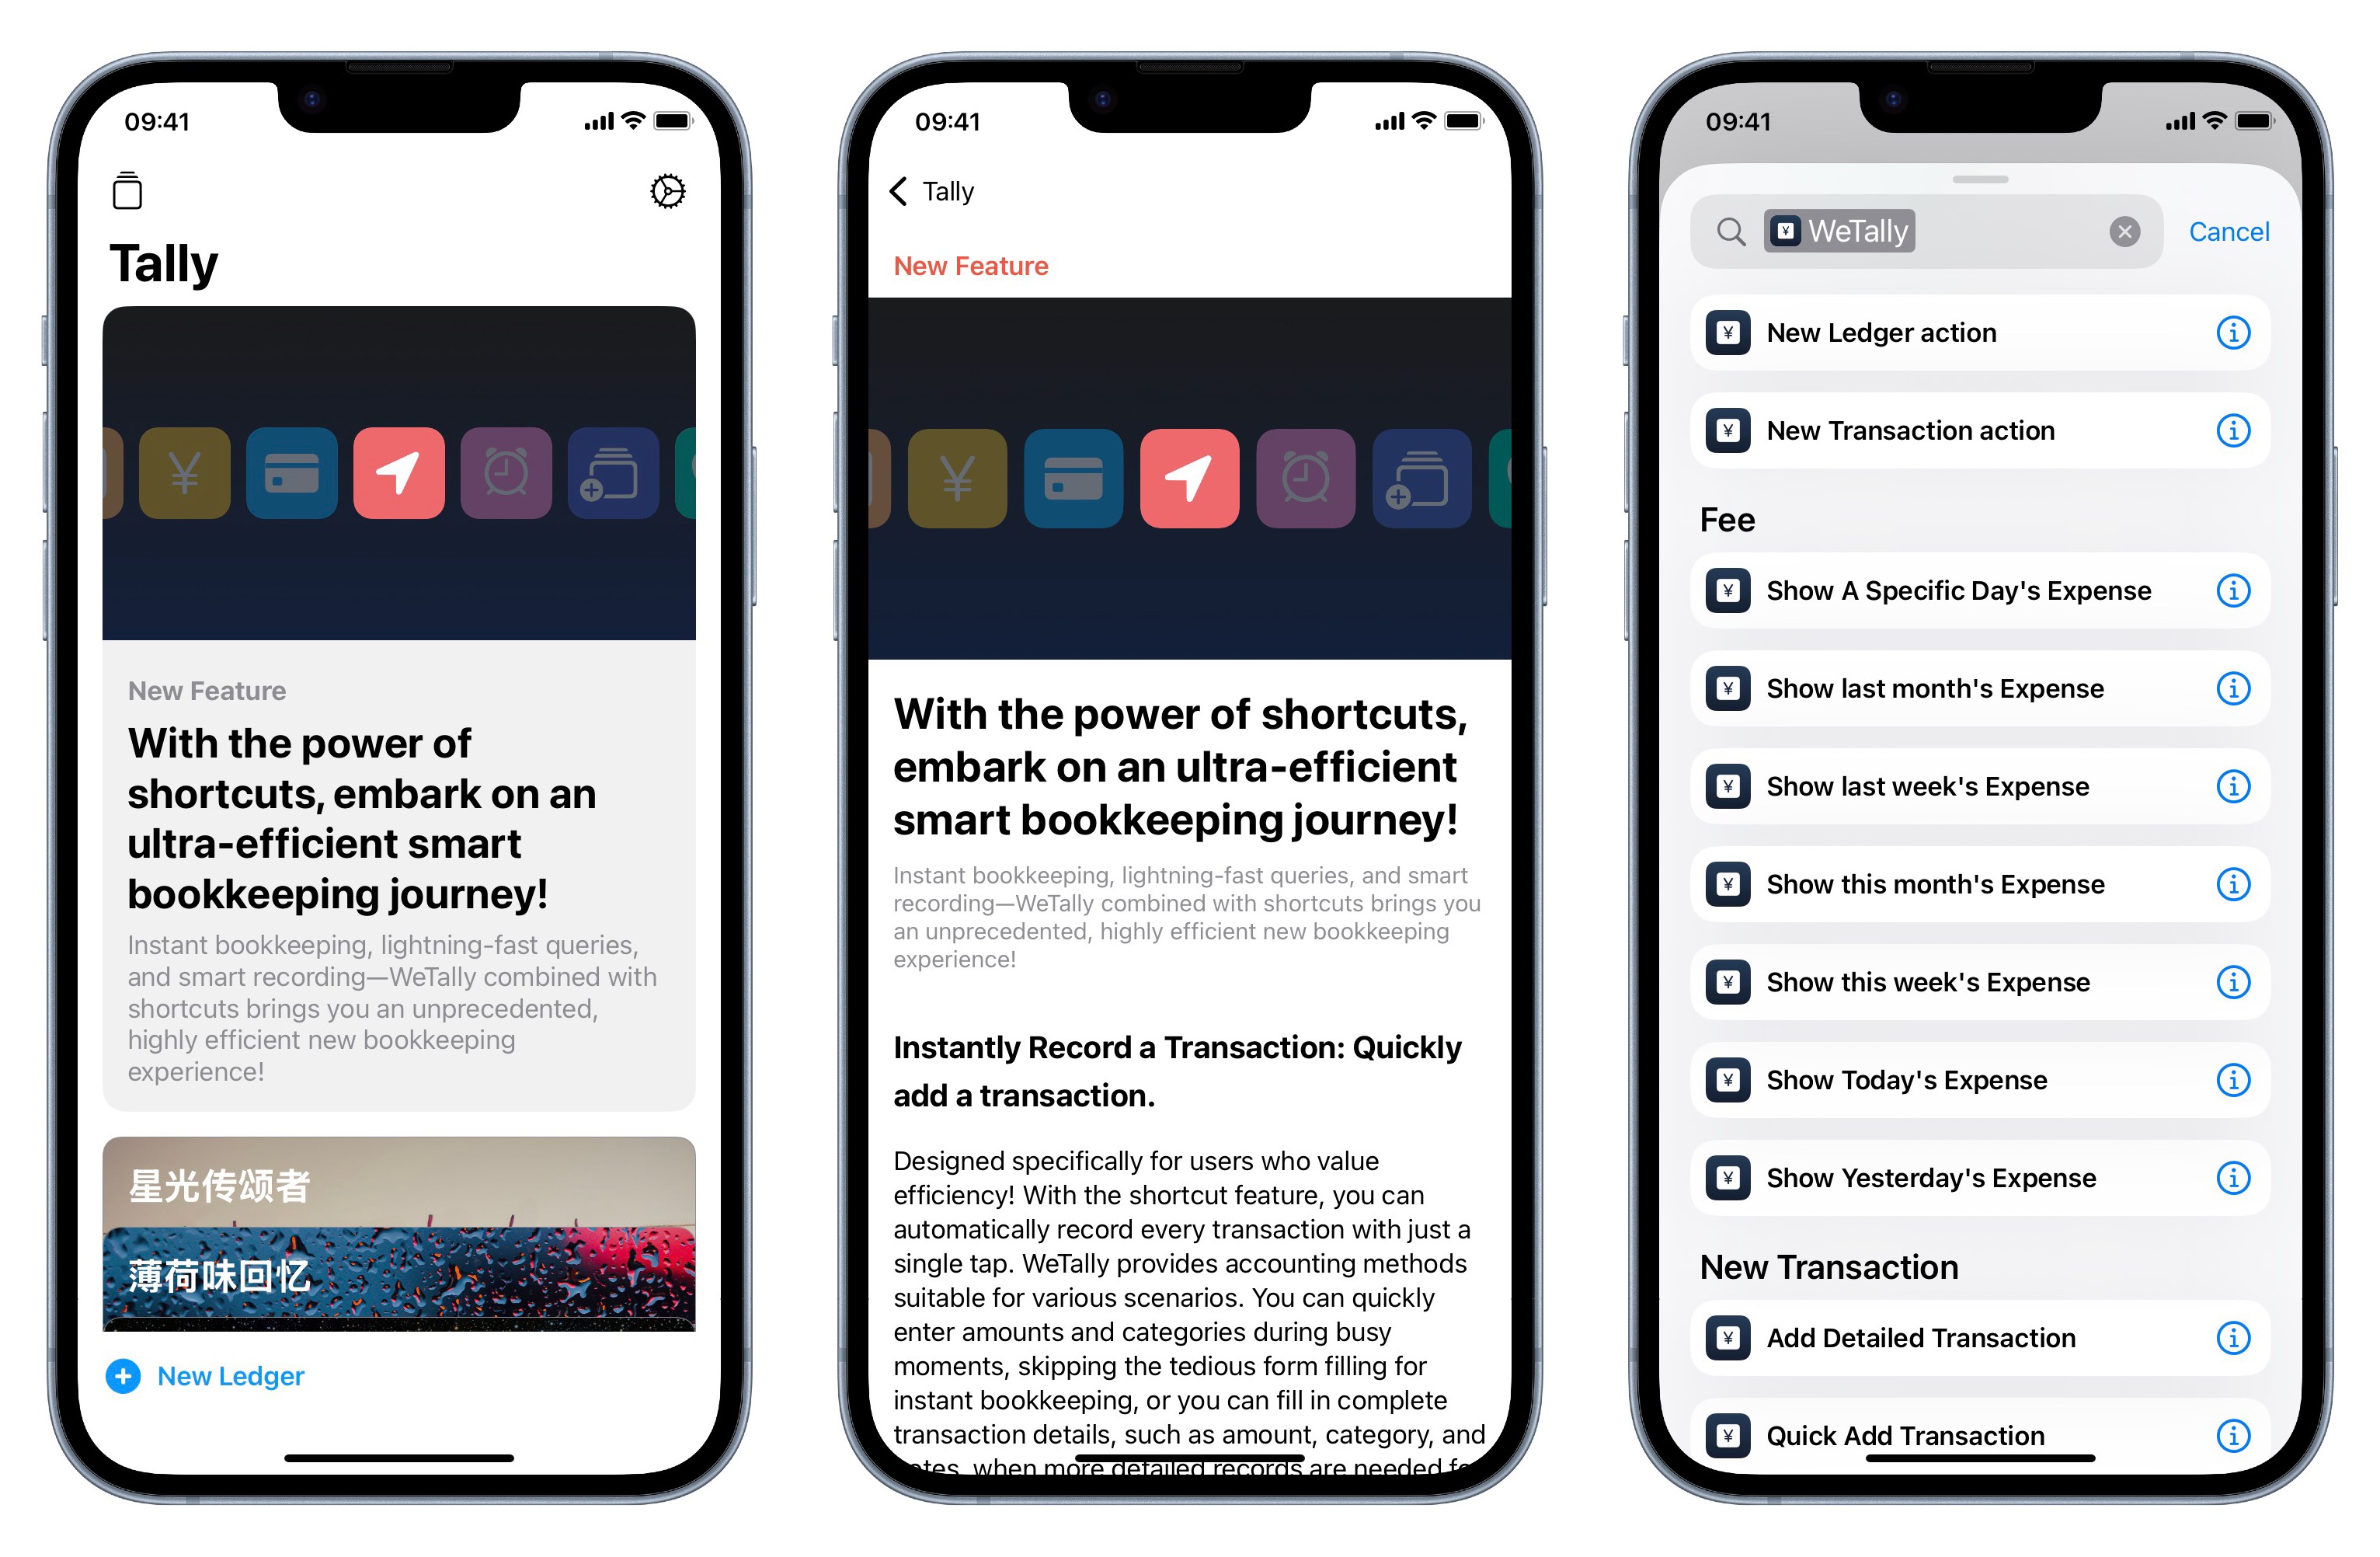 09:41
Tally
¥
New Feature
With the power of
shortcuts, embark on an
ultra-efficient smart
bookkeeping journey!
Instant bookkeeping, lightning-fast queries,
and smart recording—WeTally combined with
shortcuts brings you an unprecedented,
highly efficient new bookkeeping
experience!
星光传颂者
薄荷味回忆
New Ledger
09:41
Tally
New Feature
¥
With the power of shortcuts,
embark on an ultra-efficient
smart bookkeeping journey!
Instant bookkeeping, lightning-fast queries, and smart
recording—WeTally combined with shortcuts brings you
an unprecedented, highly efficient new bookkeeping
experience!
Instantly Record a Transaction: Quickly
add a transaction.
Designed specifically for users who value
efficiency! With the shortcut feature, you can
automatically record every transaction with just a
single tap. WeTally provides accounting methods
suitable for various scenarios. You can quickly
enter amounts and categories during busy
moments, skipping the tedious form filling for
instant bookkeeping, or you can fill in complete
transaction details, such as amount, category, and
when more detailed records are needed
09:41
¥ WeTally
Cancel
¥ New Ledger action
¥ New Transaction action
Fee
¥ Show A Specific Day's Expense
¥ Show last month's Expense
¥ Show last week's Expense
¥ Show this month's Expense
¥ Show this week's Expense
¥ Show Today's Expense
¥ Show Yesterday's Expense
New Transaction
¥ Add Detailed Transaction
¥ Quick Add Transaction